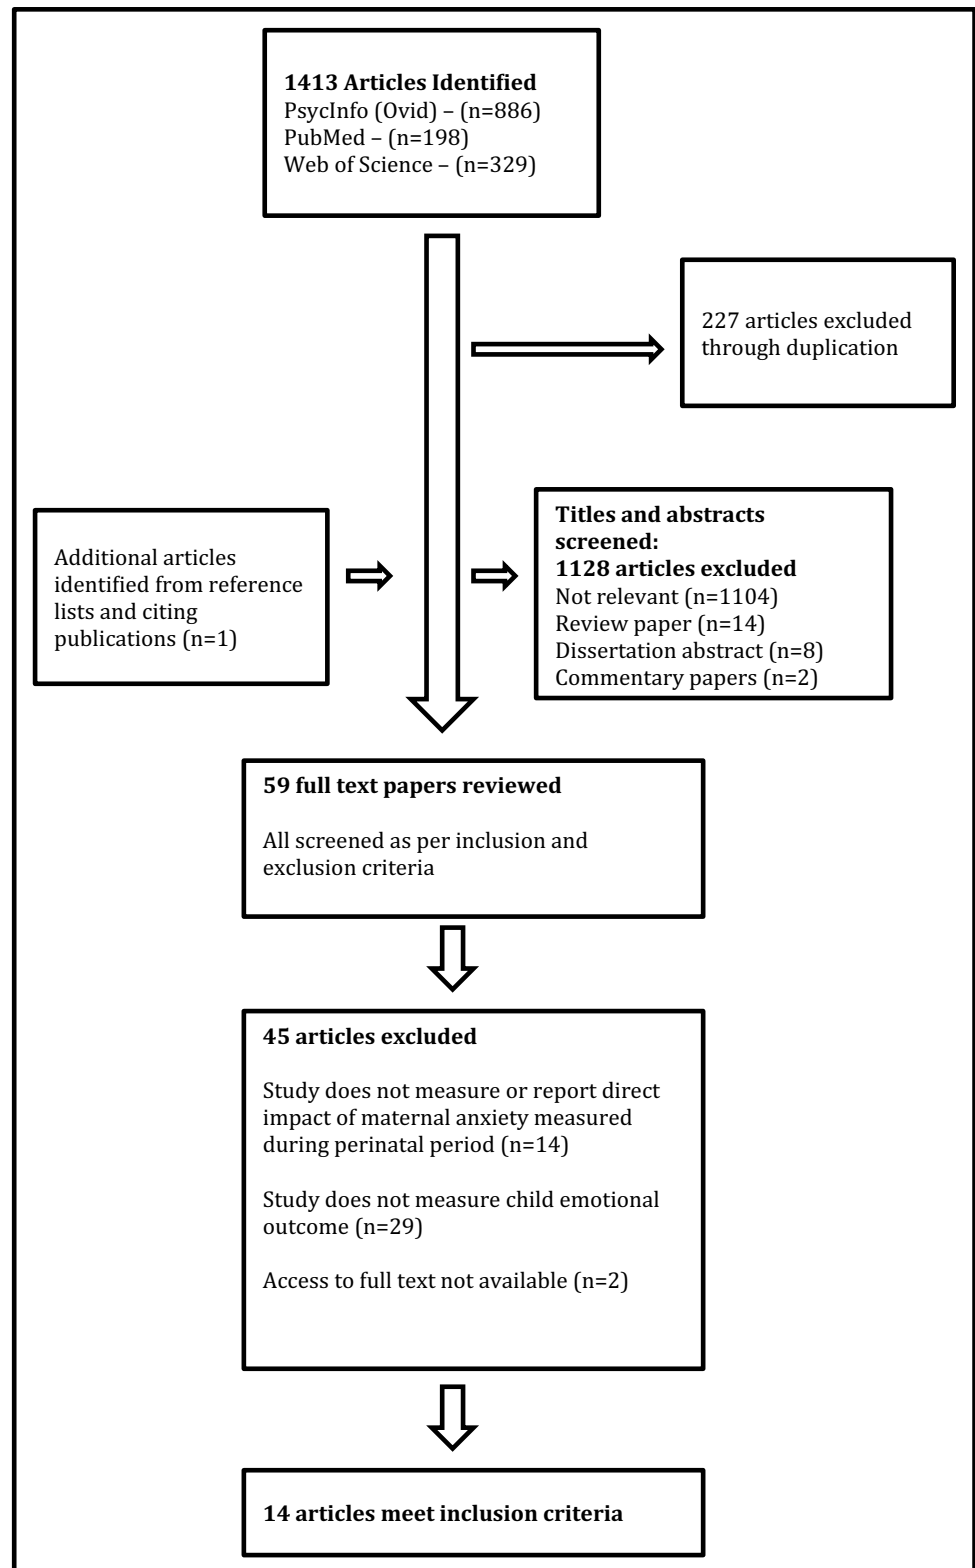 1413 Articles Identified
PsycInfo (Ovid) – (n=886)
PubMed – (n=198)
Web of Science – (n=329)
227 articles excluded
through duplication
Additional articles
identified from reference
lists and citing
publications (n=1)
Titles and abstracts
screened:
1128 articles excluded
Not relevant (n=1104)
Review paper (n=14)
Dissertation abstract (n=8)
Commentary papers (n=2)
59 full text papers reviewed
All screened as per inclusion and
exclusion criteria
45 articles excluded
Study does not measure or report direct
impact of maternal anxiety measured
during perinatal period (n=14)
Study does not measure child emotional
outcome (n=29)
Access to full text not available (n=2)
14 articles meet inclusion criteria